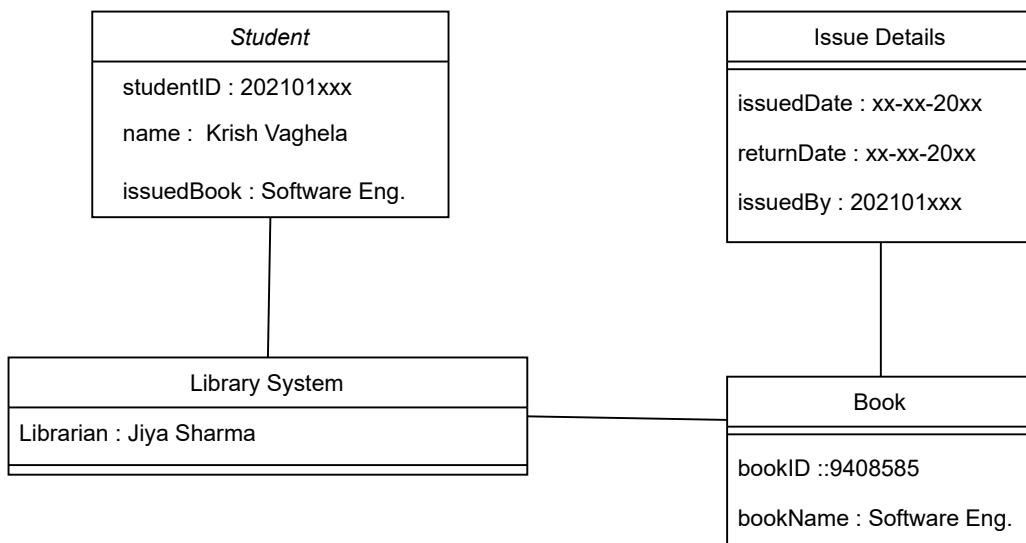 Student
studentID : 202101xxx
name :  Krish Vaghela
issuedBook : Software Eng.
Issue Details
issuedDate : xx-xx-20xx
returnDate : xx-xx-20xx
issuedBy : 202101xxx
Library System
Librarian : Jiya Sharma
Book
bookID ::9408585
bookName : Software Eng.